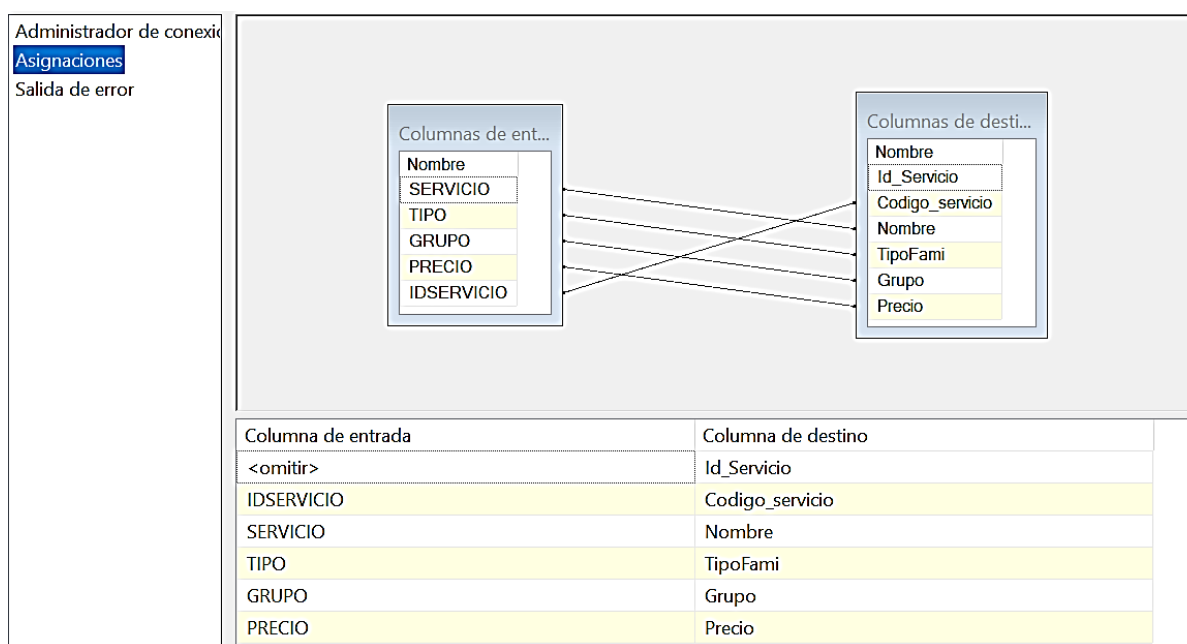 Administrador de conexi
Asignaciones
Salida de error
Columnas de ent...
Nombre
SERVICIO
TIPO
GRUPO
PRECIO
IDSERVICIO
Columnas de desti...
Nombre
Id_Servicio
Codigo_servicio
Nombre
TipoFami
Grupo
Precio
Columna de entrada Columna de destino
<omitir> Id_Servicio
IDSERVICIO Codigo_servicio
SERVICIO Nombre
TIPO TipoFami
GRUPO Grupo
PRECIO Precio